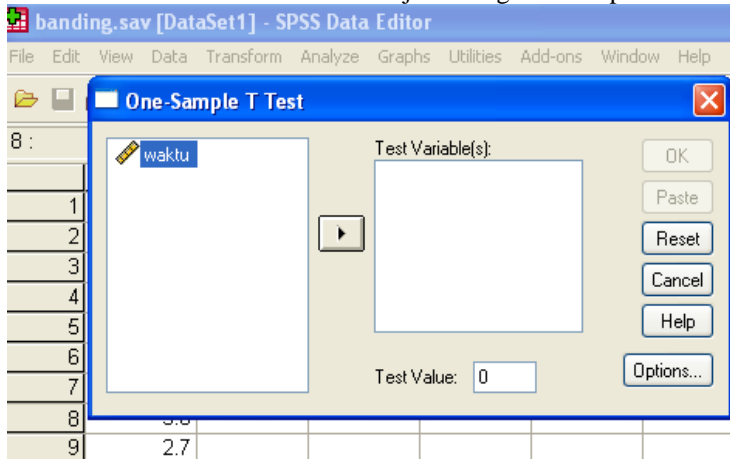 banding.sav [DataSet1] - SPSS Data Editor
File Edit View Data Transform Analyze Graphs Utilities Add-ons Window Help
One-Sample T Test
8 :
waktu
Test Variable(s):
OK
Paste
Reset
Cancel
Help
Test Value: 0
Options...
1
2
3
4
5
6
7
8
9 2.7